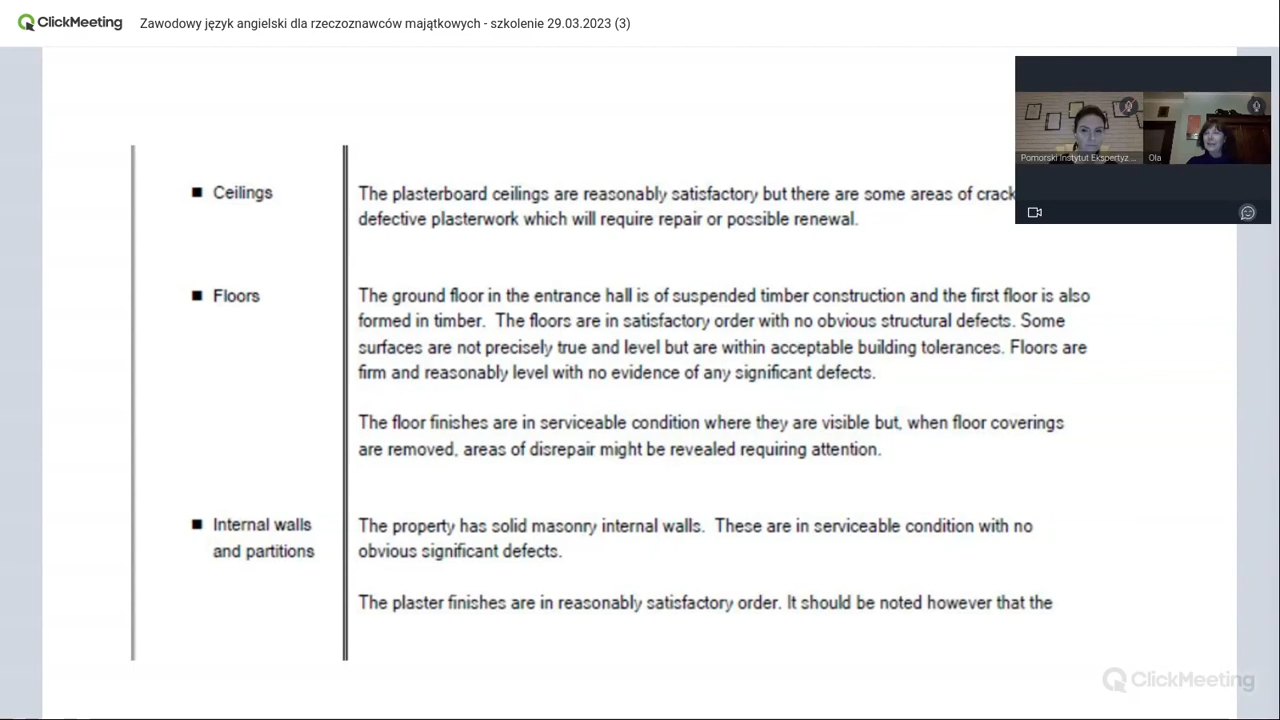 ClickMeeting Zawodowy język angielski dla rzeczoznawców majątkowych - szkolenie 29.03.2023 (3)
Pomorski Instytut Ekspertyz ... Ola
■ Ceilings
The plasterboard ceilings are reasonably satisfactory but there are some areas of crack
defective plasterwork which will require repair or possible renewal.
■ Floors
The ground floor in the entrance hall is of suspended timber construction and the first floor is also
formed in timber. The floors are in satisfactory order with no obvious structural defects. Some
surfaces are not precisely true and level but are within acceptable building tolerances. Floors are
firm and reasonably level with no evidence of any significant defects.
The floor finishes are in serviceable condition where they are visible but, when floor coverings
are removed, areas of disrepair might be revealed requiring attention.
■ Internal walls
and partitions
The property has solid masonry internal walls. These are in serviceable condition with no
obvious significant defects.
The plaster finishes are in reasonably satisfactory order. It should be noted however that the
ClickMeeting